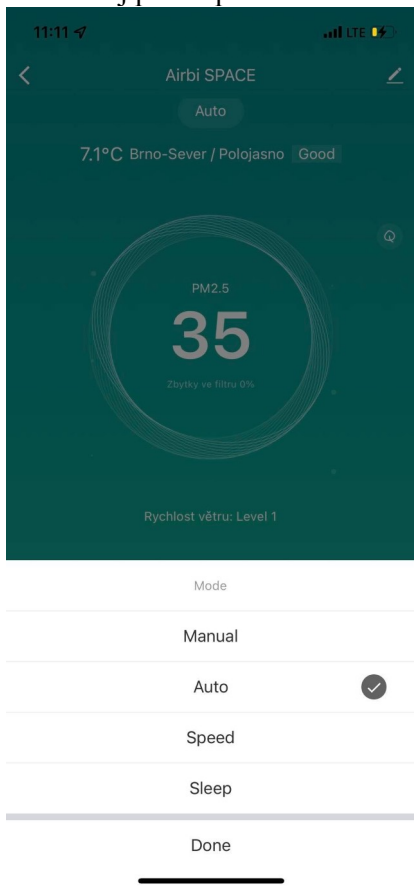 11:11 LTE
Airbi SPACE
Auto
7.1°C Brno-Sever / Polojasno Good
PM2.5
35
Zbytky ve filtru 0%
Rychlost větru: Level 1
Mode
Manual
Auto
Speed
Sleep
Done